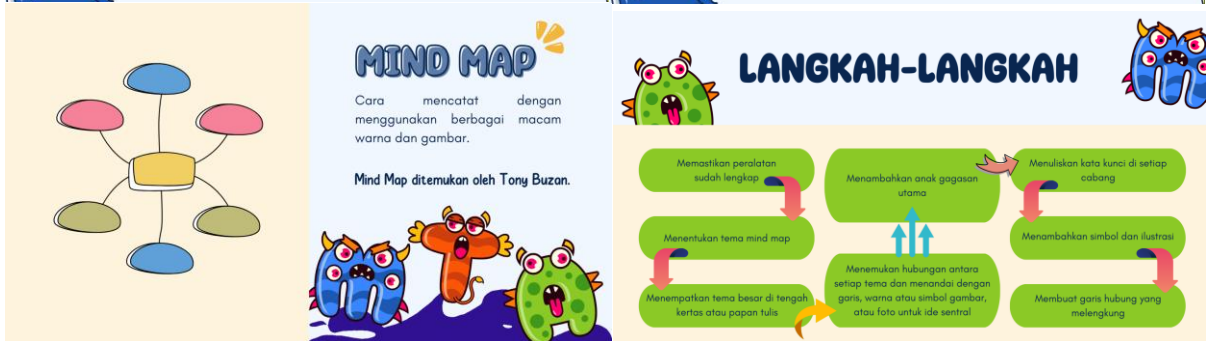 MIND MAP
Cara mencatat dengan
menggunakan berbagai macam
warna dan gambar.
Mind Map ditemukan oleh Tony Buzan.
LANGKAH-LANGKAH
Memastikan peralatan
sudah lengkap
Menentukan tema mind map
Menempatkan tema besar di tengah
kertas atau papan tulis
Menemukan hubungan antara
setiap tema dan menandai dengan
garis, warna atau simbol gambar,
atau foto untuk ide sentral
Menambahkan anak gagasan
utama
Menuliskan kata kunci di setiap
cabang
Menambahkan simbol dan ilustrasi
Membuat garis hubung yang
melengkung